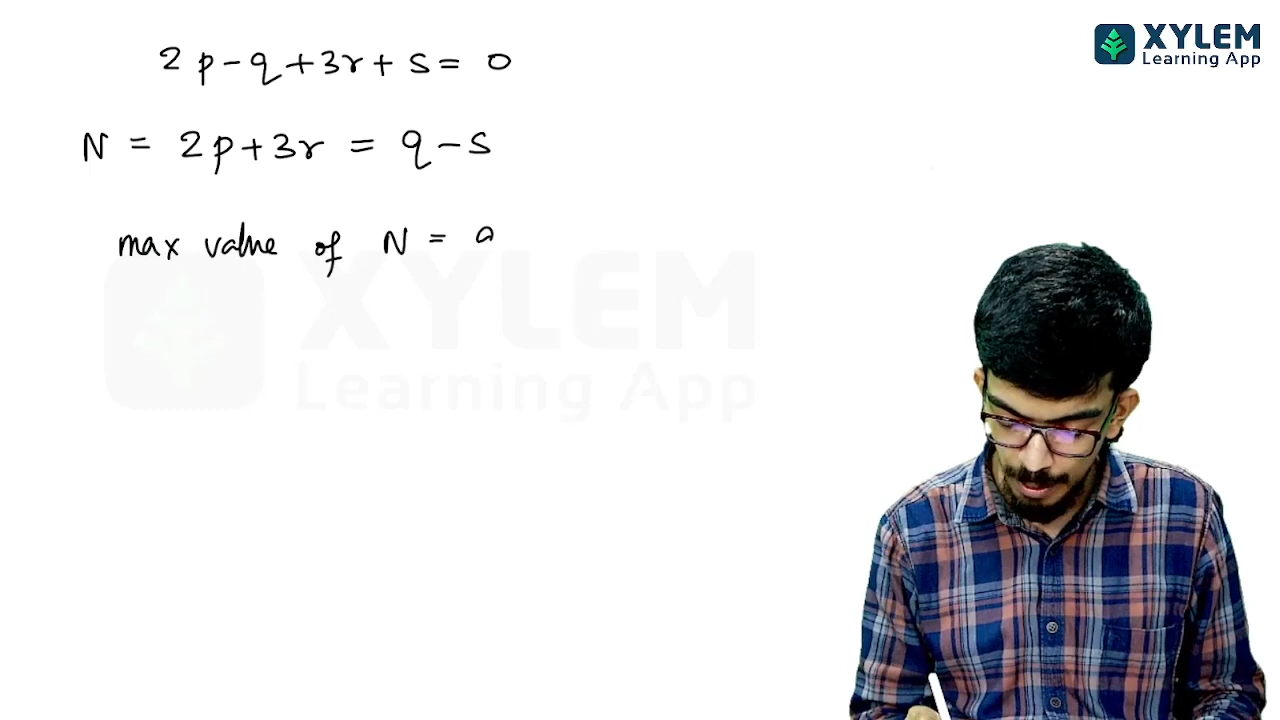 XYLEM
Learning App
2p - q + 3r + s = 0
N = 2p + 3r = q - s
max value of N =
XYLEM
Learning App